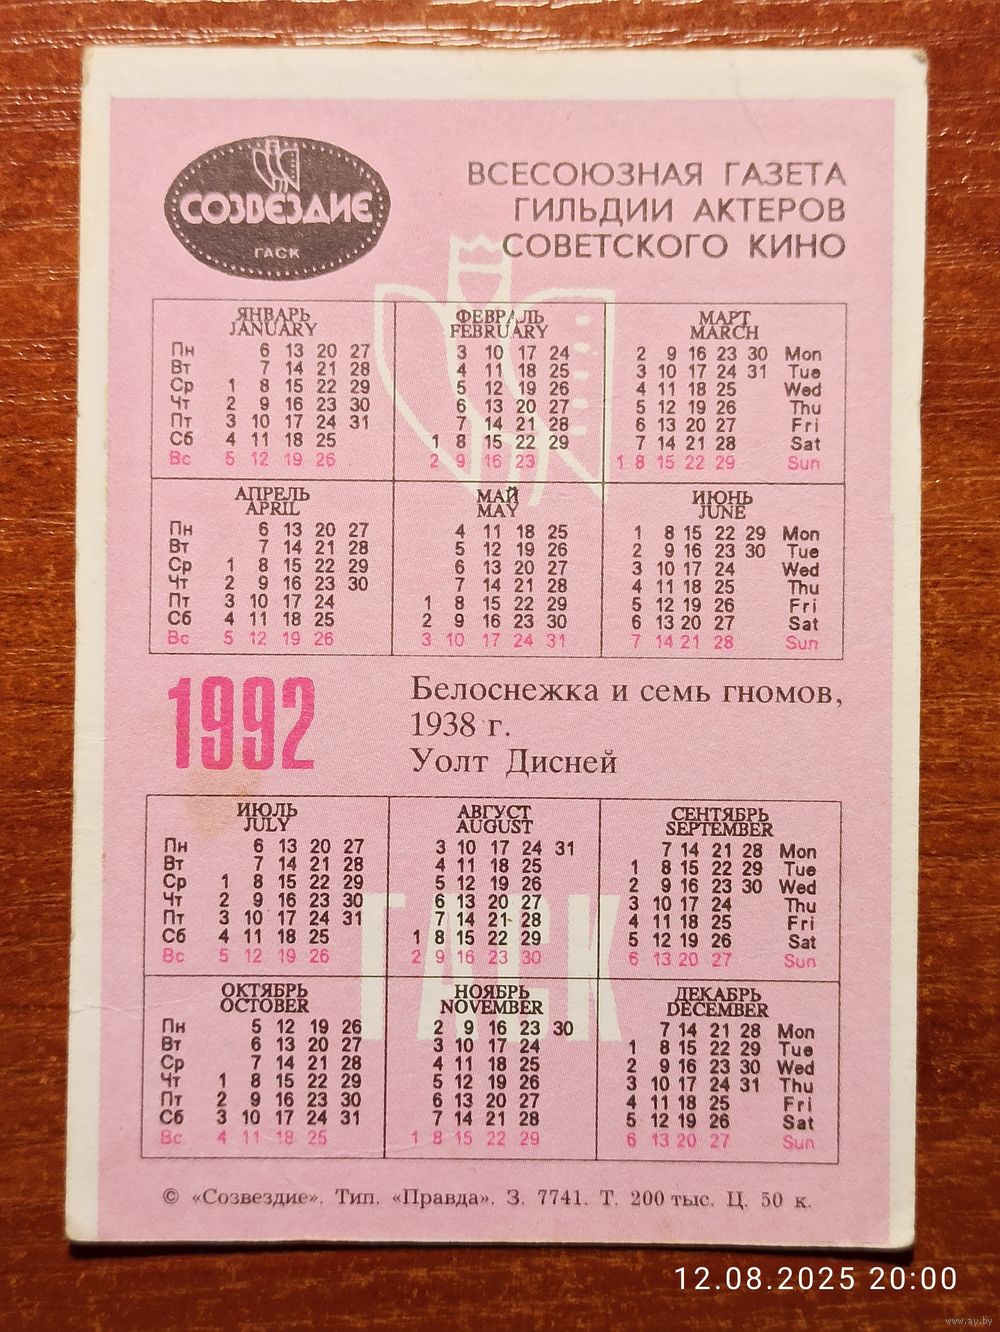 СОЗВЕЗДИЕ
ГАСК
ВСЕСОЮЗНАЯ ГАЗЕТА
ГИЛЬДИИ АКТЕРОВ
СОВЕТСКОГО КИНО
ЯНВАРЬ ФЕВРАЛЬ МАРТ
JANUARY FEBRUARY MARCH
Пн 6 13 20 27 3 10 17 24 2 9 16 23 30 Mon
Вт 7 14 21 28 4 11 18 25 3 10 17 24 31 Tue
Ср 1 8 15 22 29 5 12 19 26 4 11 18 25 Wed
Чт 2 9 16 23 30 6 13 20 27 5 12 19 26 Thu
Пт 3 10 17 24 31 7 14 21 28 6 13 20 27 Fri
Сб 4 11 18 25 1 8 15 22 29 7 14 21 28 Sat
Вс 5 12 19 26 2 9 16 23 1 8 15 22 29 Sun
АПРЕЛЬ МАЙ ИЮНЬ
APRIL MAY JUNE
Пн 6 13 20 27 4 11 18 25 1 8 15 22 29 Mon
Вт 7 14 21 28 5 12 19 26 2 9 16 23 30 Tue
Ср 1 8 15 22 29 6 13 20 27 3 10 17 24 Wed
Чт 2 9 16 23 30 7 14 21 28 4 11 18 25 Thu
Пт 3 10 17 24 1 8 15 22 29 5 12 19 26 Fri
Сб 4 11 18 25 2 9 16 23 30 6 13 20 27 Sat
Вс 5 12 19 26 3 10 17 24 31 7 14 21 28 Sun
1992
Белоснежка и семь гномов,
1938 г.
Уолт Дисней
ИЮЛЬ АВГУСТ СЕНТЯБРЬ
JULY AUGUST SEPTEMBER
Пн 6 13 20 27 3 10 17 24 31 7 14 21 28 Mon
Вт 7 14 21 28 4 11 18 25 1 8 15 22 29 Tue
Ср 1 8 15 22 29 5 12 19 26 2 9 16 23 30 Wed
Чт 2 9 16 23 30 6 13 20 27 3 10 17 24 Thu
Пт 3 10 17 24 31 7 14 21 28 4 11 18 25 Fri
Сб 4 11 18 25 1 8 15 22 29 5 12 19 26 Sat
Вс 5 12 19 26 2 9 16 23 30 6 13 20 27 Sun
ГАСК
ОКТЯБРЬ НОЯБРЬ ДЕКАБРЬ
OCTOBER NOVEMBER DECEMBER
Пн 5 12 19 26 2 9 16 23 30 7 14 21 28 Mon
Вт 6 13 20 27 3 10 17 24 1 8 15 22 29 Tue
Ср 7 14 21 28 4 11 18 25 2 9 16 23 30 Wed
Чт 1 8 15 22 29 5 12 19 26 3 10 17 24 31 Thu
Пт 2 9 16 23 30 6 13 20 27 4 11 18 25 Fri
Сб 3 10 17 24 31 7 14 21 28 5 12 19 26 Sat
Вс 4 11 18 25 1 8 15 22 29 6 13 20 27 Sun
© «Созвездие». Тип. «Правда». З. 7741. Т. 200 тыс. Ц. 50 к.
12.08.2025 20:00
www.ay.by